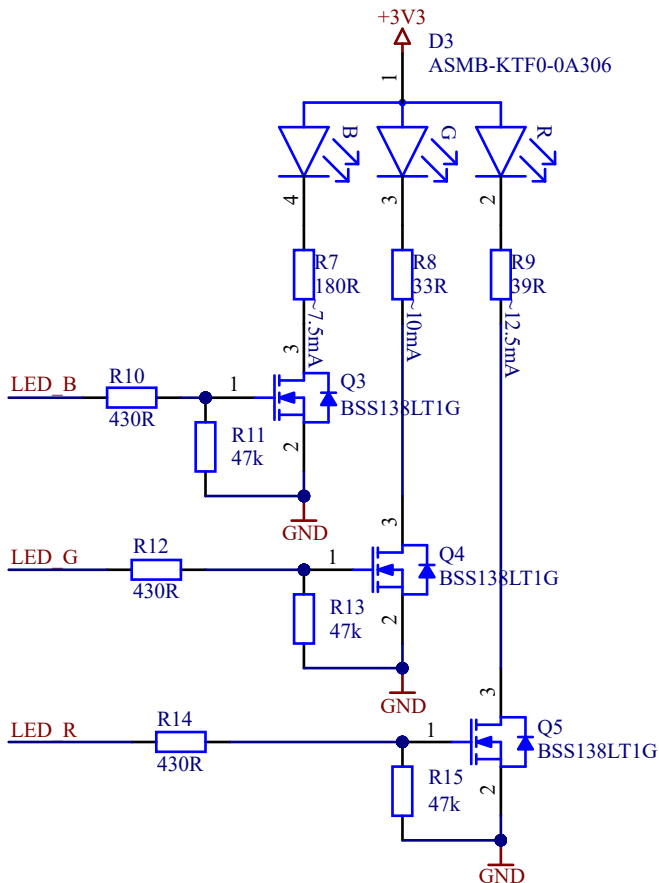 +3V3
D3
ASMB-KTF0-0A306
1
B
G
R
4
3
2
R7
180R
~7.5mA
R8
33R
~10mA
R9
39R
~12.5mA
LED_B
R10
430R
1
3
Q3
BSS138LT1G
R11
47k
2
GND
LED_G
R12
430R
1
3
Q4
BSS138LT1G
R13
47k
2
GND
LED_R
R14
430R
1
3
Q5
BSS138LT1G
R15
47k
2
GND